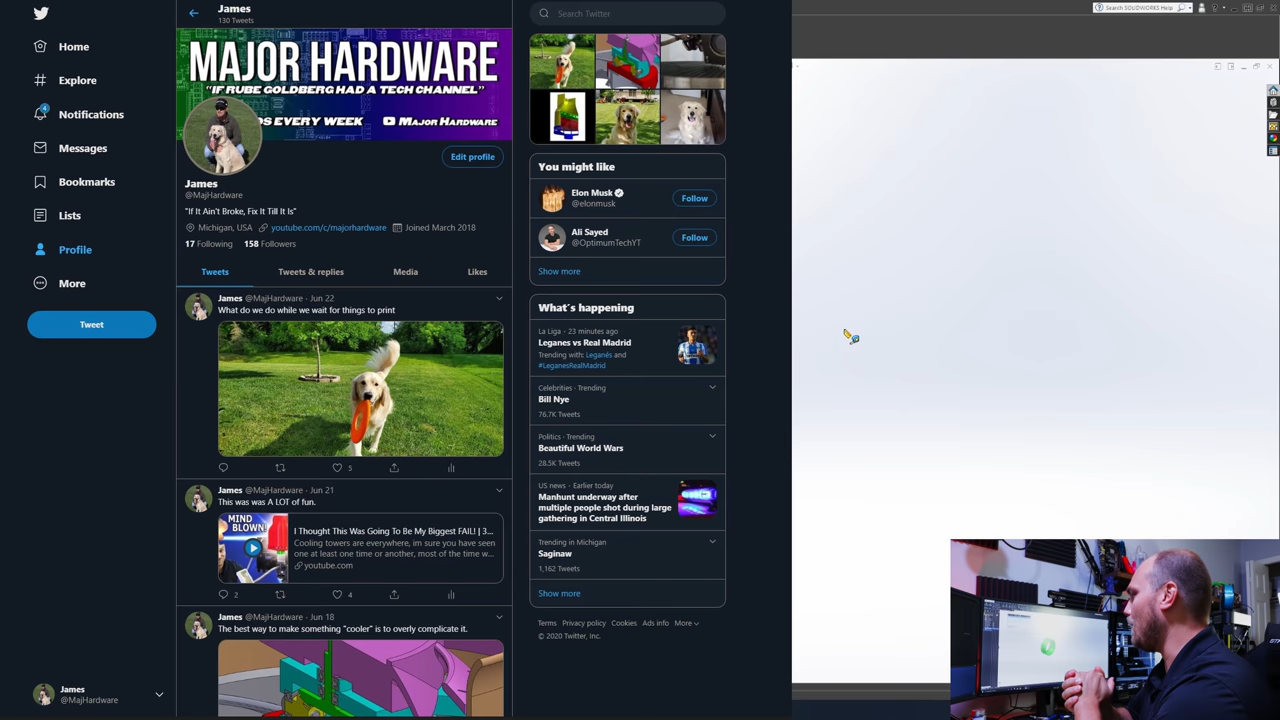 James
130 Tweets
MAJOR HARDWARE
"IF RUBE GOLDBERG HAD A TECH CHANNEL"
OS EVERY WEEK
MAJOR HARDWARE
Edit profile
James
@MajHardware
"If It Ain't Broke, Fix It Till It Is"
Michigan, USA youtube.com/c/majorhardware Joined March 2018
17 Following 158 Followers
Tweets Tweets & replies Media Likes
Home
Explore
4
Notifications
Messages
Bookmarks
Lists
Profile
More
Tweet
James @MajHardware · Jun 22
What do we do while we wait for things to print
5
James @MajHardware · Jun 21
This was was A LOT of fun.
MIND
BLOWN!
I Thought This Was Going To Be My Biggest FAIL! | 3...
Cooling towers are everywhere, im sure you have seen
one at least one time or another, most of the time w...
youtube.com
2 4
James @MajHardware · Jun 18
The best way to make something "cooler" is to overly complicate it.
James
@MajHardware
Search Twitter
You might like
Elon Musk
@elonmusk
Follow
Ali Sayed
@OptimumTechYT
Follow
Show more
What's happening
La Liga · 23 minutes ago
Leganes vs Real Madrid
Trending with: Leganés and
#LeganesRealMadrid
Celebrities · Trending
Bill Nye
76.7K Tweets
Politics · Trending
Beautiful World Wars
28.5K Tweets
US news · Earlier today
Manhunt underway after
multiple people shot during large
gathering in Central Illinois
Trending in Michigan
Saginaw
1,162 Tweets
Show more
Terms Privacy policy Cookies Ads info More
© 2020 Twitter, Inc.
Search SOLIDWORKS Help